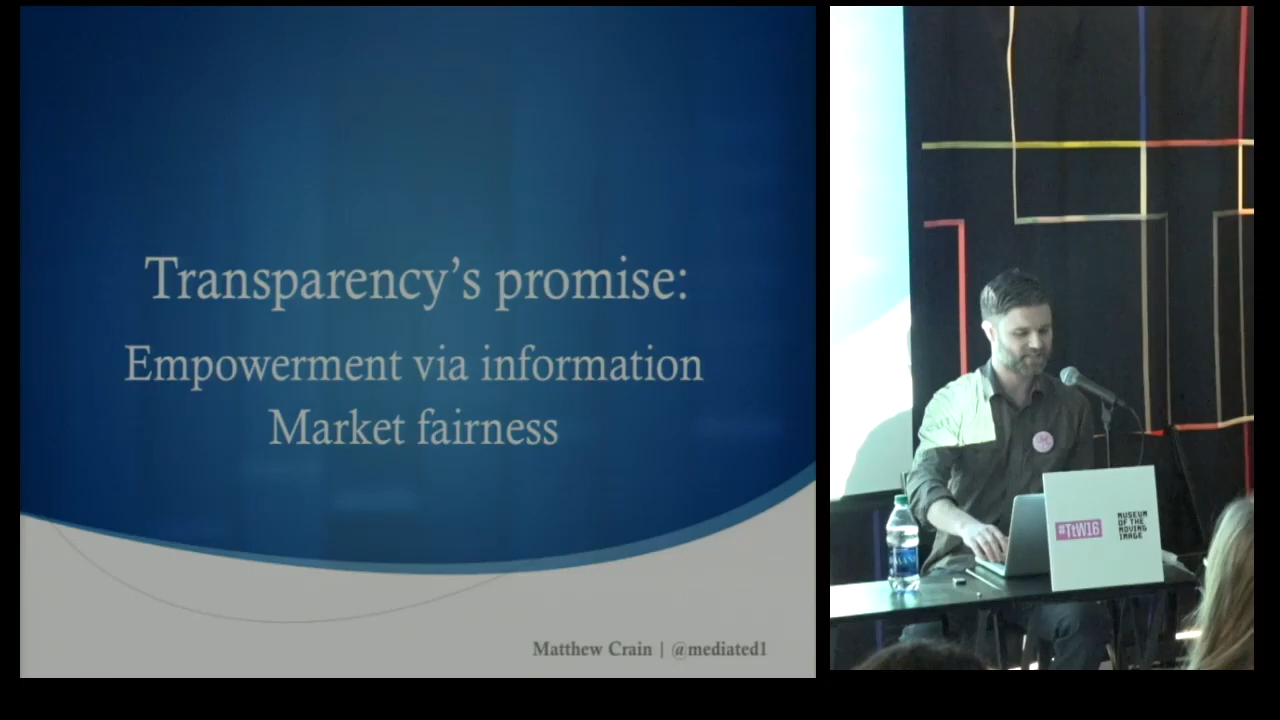 Transparency's promise:
Empowerment via information
Market fairness
Matthew Crain | @mediated1
#TtW16
MUSEUM
OF THE
MOVING
IMAGE